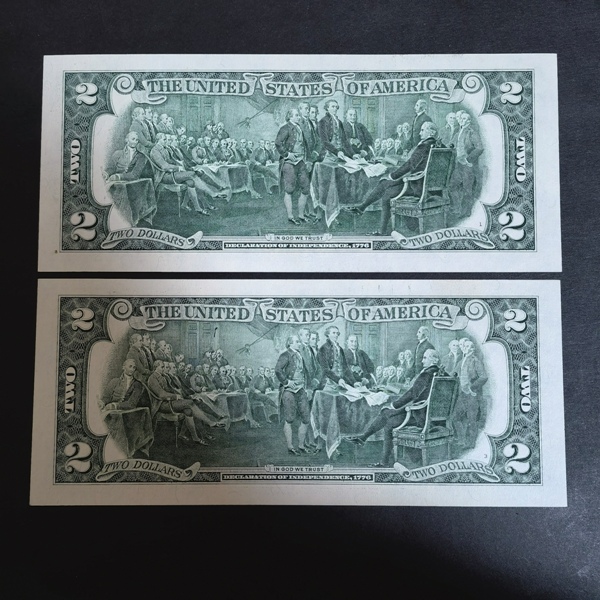 2 THE UNITED STATES OF AMERICA 2
TWO TWO
2 TWO DOLLARS IN GOD WE TRUST TWO DOLLARS 2
DECLARATION OF INDEPENDENCE, 1776
2 THE UNITED STATES OF AMERICA 2
TWO TWO
2 TWO DOLLARS IN GOD WE TRUST TWO DOLLARS 2
DECLARATION OF INDEPENDENCE, 1776